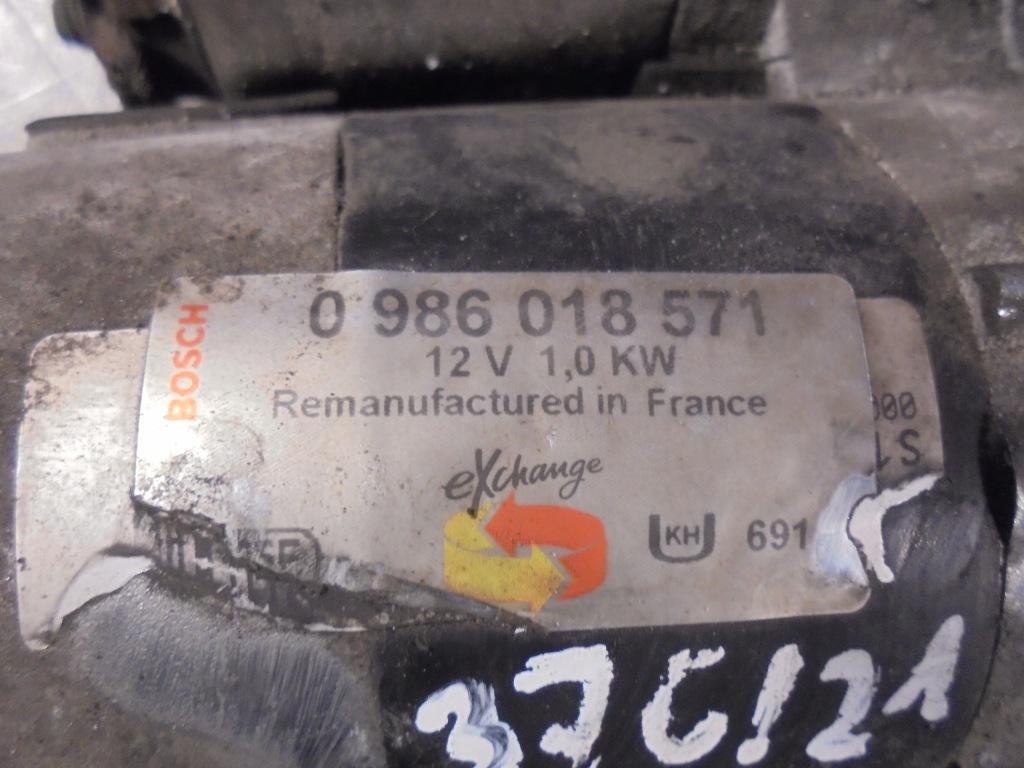 BOSCH
0 986 018 571
12 V 1,0 KW
Remanufactured in France
eXchange
KH 691